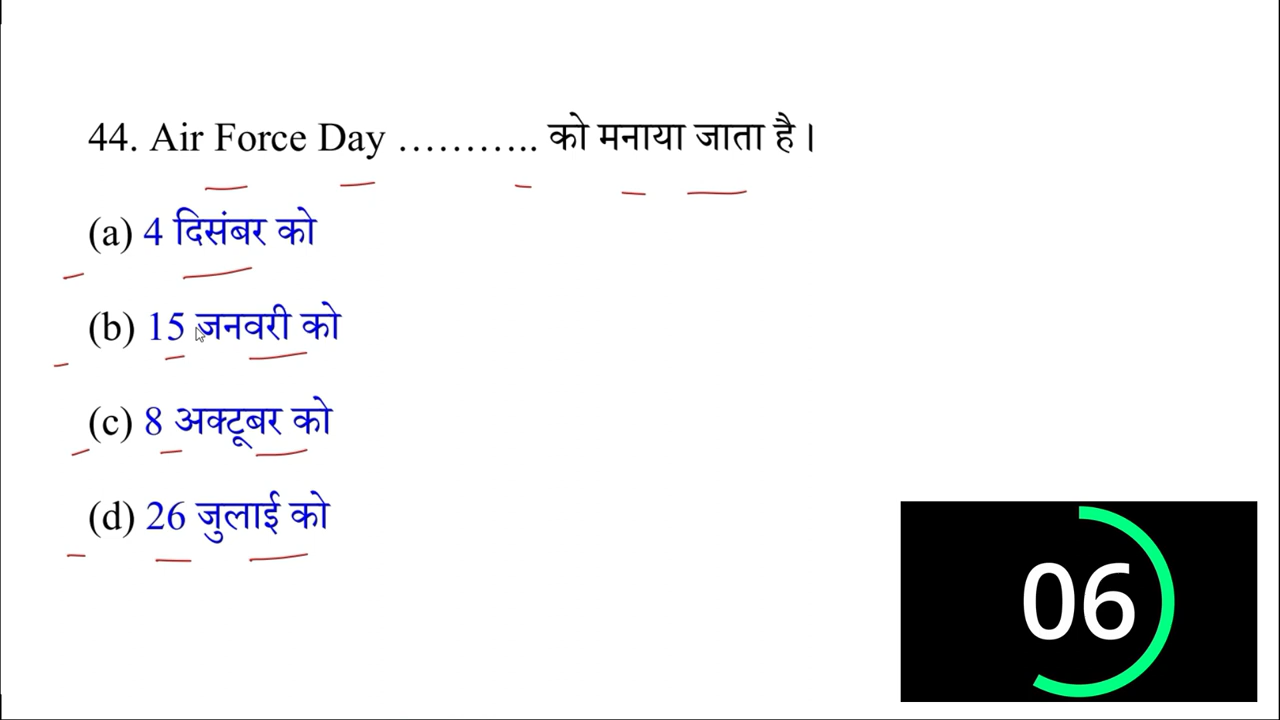 44. Air Force Day ……….. को मनाया जाता है।
(a) 4 दिसंबर को
(b) 15 जनवरी को
(c) 8 अक्टूबर को
(d) 26 जुलाई को
06